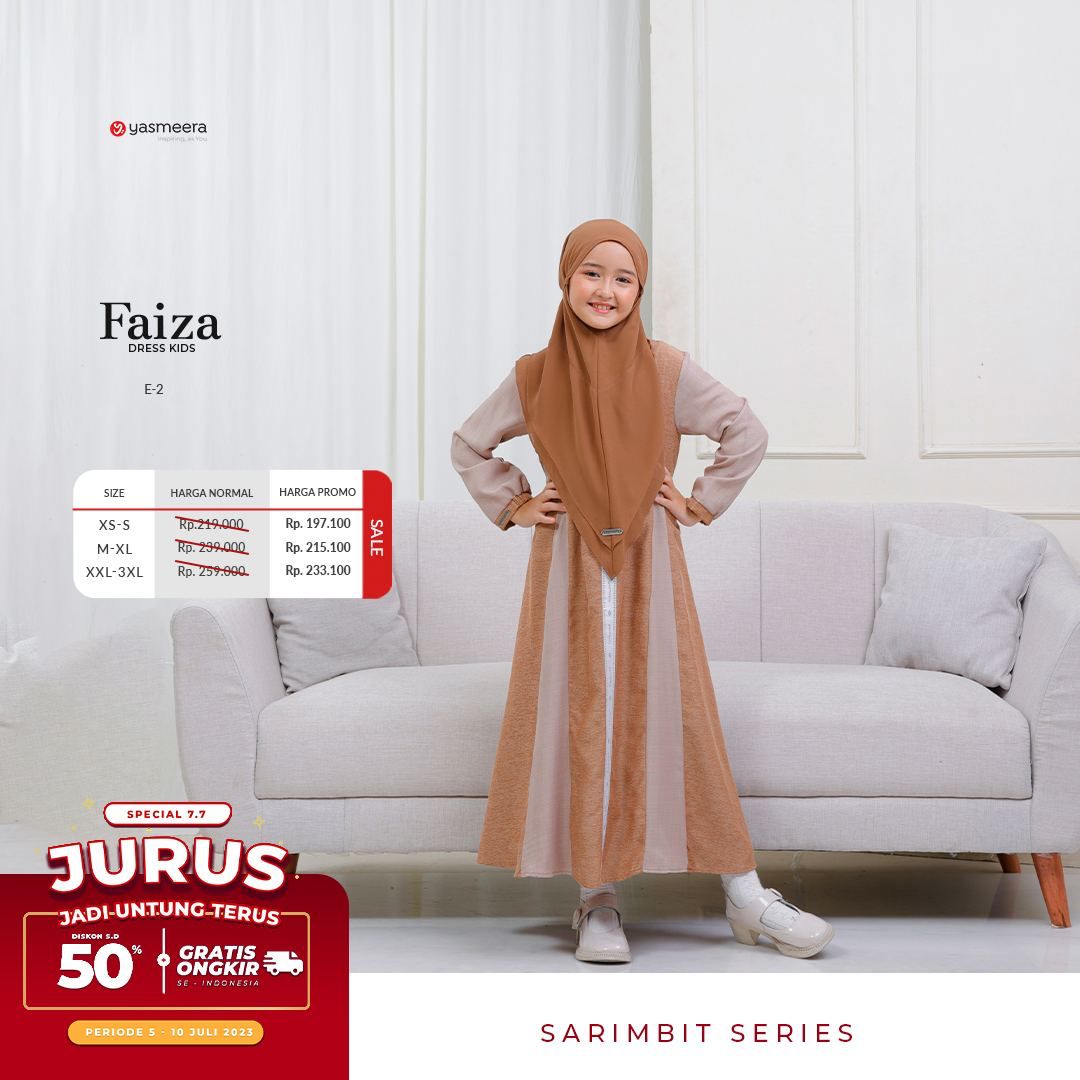 yasmeera
Inspiring, as You
Faiza
DRESS KIDS
E-2
SIZE HARGA NORMAL HARGA PROMO
XS-S Rp.219.000 Rp. 197.100
M-XL Rp. 239.000 Rp. 215.100
XXL-3XL Rp. 259.000 Rp. 233.100
SALE
SPECIAL 7.7
JURUS
JADI UNTUNG TERUS
DISKON S.D
50%
GRATIS
ONGKIR
SE - INDONESIA
PERIODE 5 - 10 JULI 2023
SARIMBIT SERIES